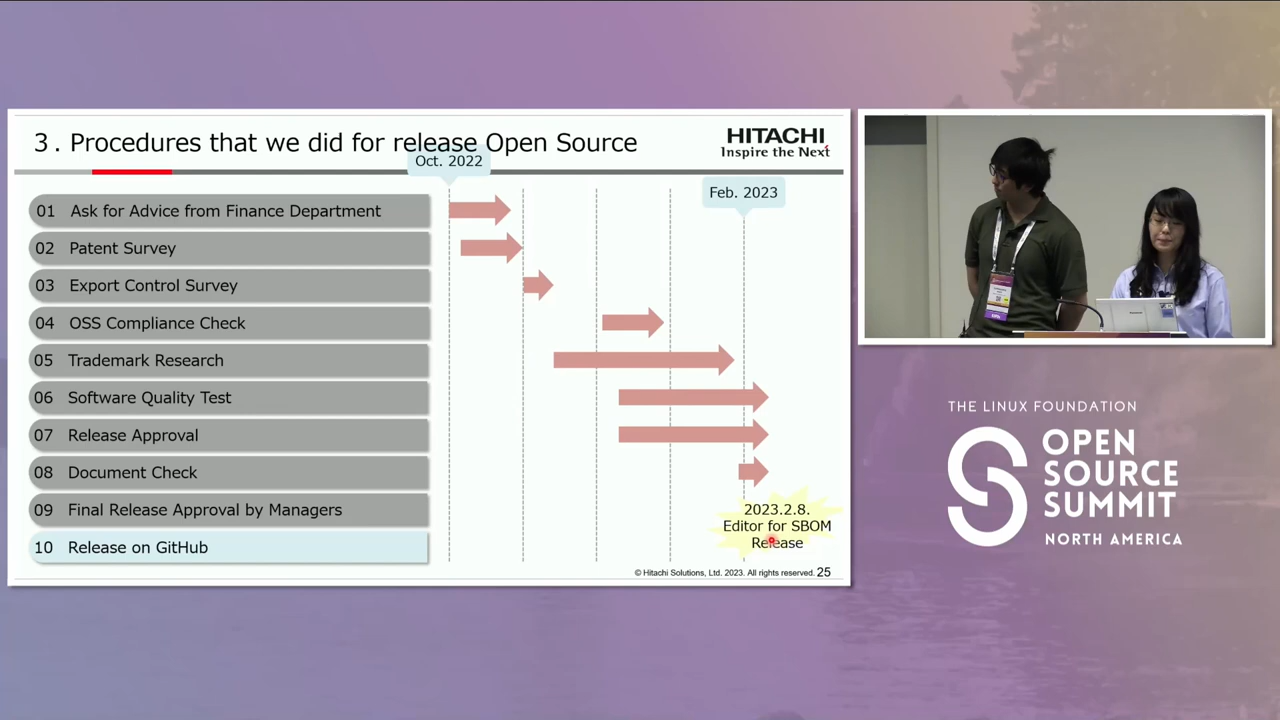 3. Procedures that we did for release Open Source
HITACHI
Inspire the Next
Oct. 2022
Feb. 2023
01 Ask for Advice from Finance Department
02 Patent Survey
03 Export Control Survey
04 OSS Compliance Check
05 Trademark Research
06 Software Quality Test
07 Release Approval
08 Document Check
09 Final Release Approval by Managers
10 Release on GitHub
2023.2.8.
Editor for SBOM
Release
© Hitachi Solutions, Ltd. 2023. All rights reserved. 25
THE LINUX FOUNDATION
OPEN
SOURCE
SUMMIT
NORTH AMERICA